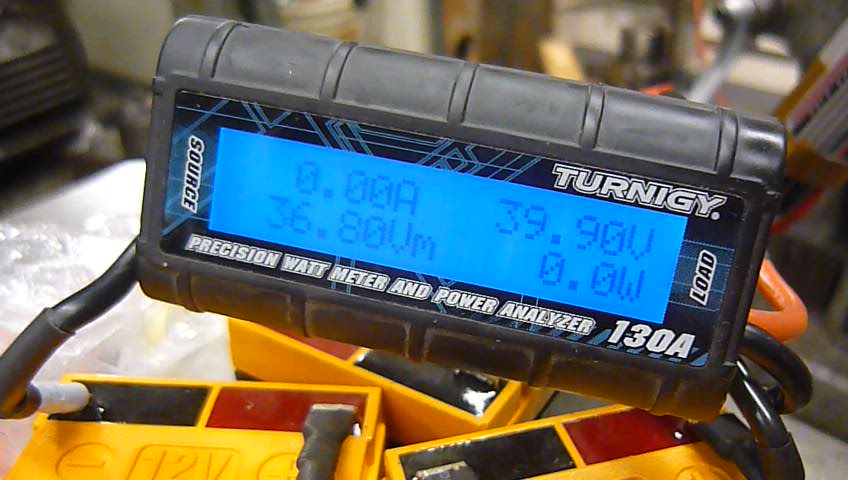 TURNIGY®
SOURCE
0.00A 39.90V
36.80Vm 0.0W
LOAD
PRECISION WATT METER AND POWER ANALYZER 130A
- 12V +